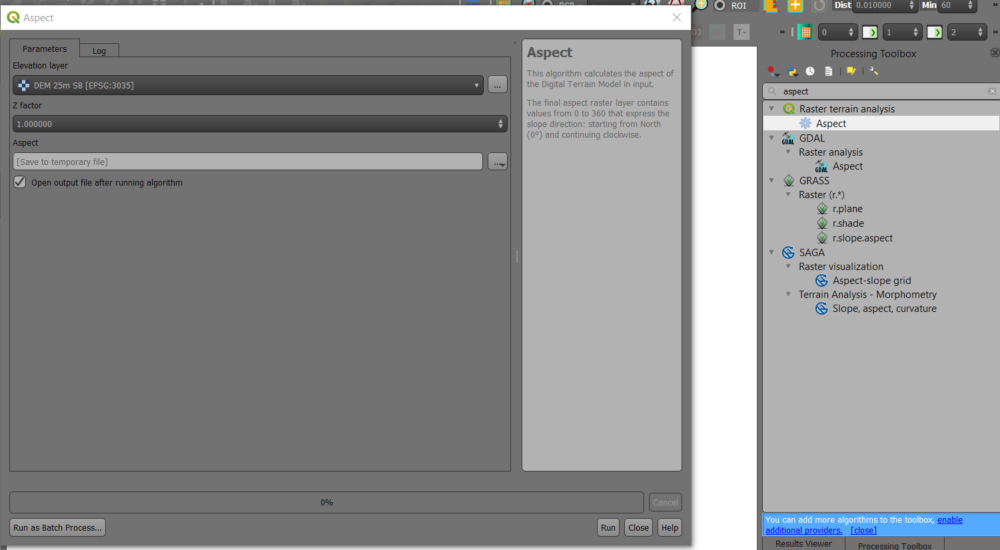 Aspect
Parameters
Log
Elevation layer
DEM 25m SB [EPSG:3035]
...
Z factor
1.000000
Aspect
[Save to temporary file]
...
Open output file after running algorithm
Aspect
This algorithm calculates the aspect of
the Digital Terrain Model in input.
The final aspect raster layer contains
values from 0 to 360 that express the
slope direction: starting from North
(0°) and continuing clockwise.
0%
Cancel
Run as Batch Process...
Run
Close
Help
ROI
Dist
0.010000
Min
60
T-
0
1
2
Processing Toolbox
aspect
Raster terrain analysis
Aspect
GDAL
Raster analysis
GDAL
Aspect
GRASS
Raster (r.*)
r.plane
r.shade
r.slope.aspect
SAGA
Raster visualization
Aspect-slope grid
Terrain Analysis - Morphometry
Slope, aspect, curvature
You can add more algorithms to the toolbox, enable
additional providers. [close]
Results Viewer
Processing Toolbox